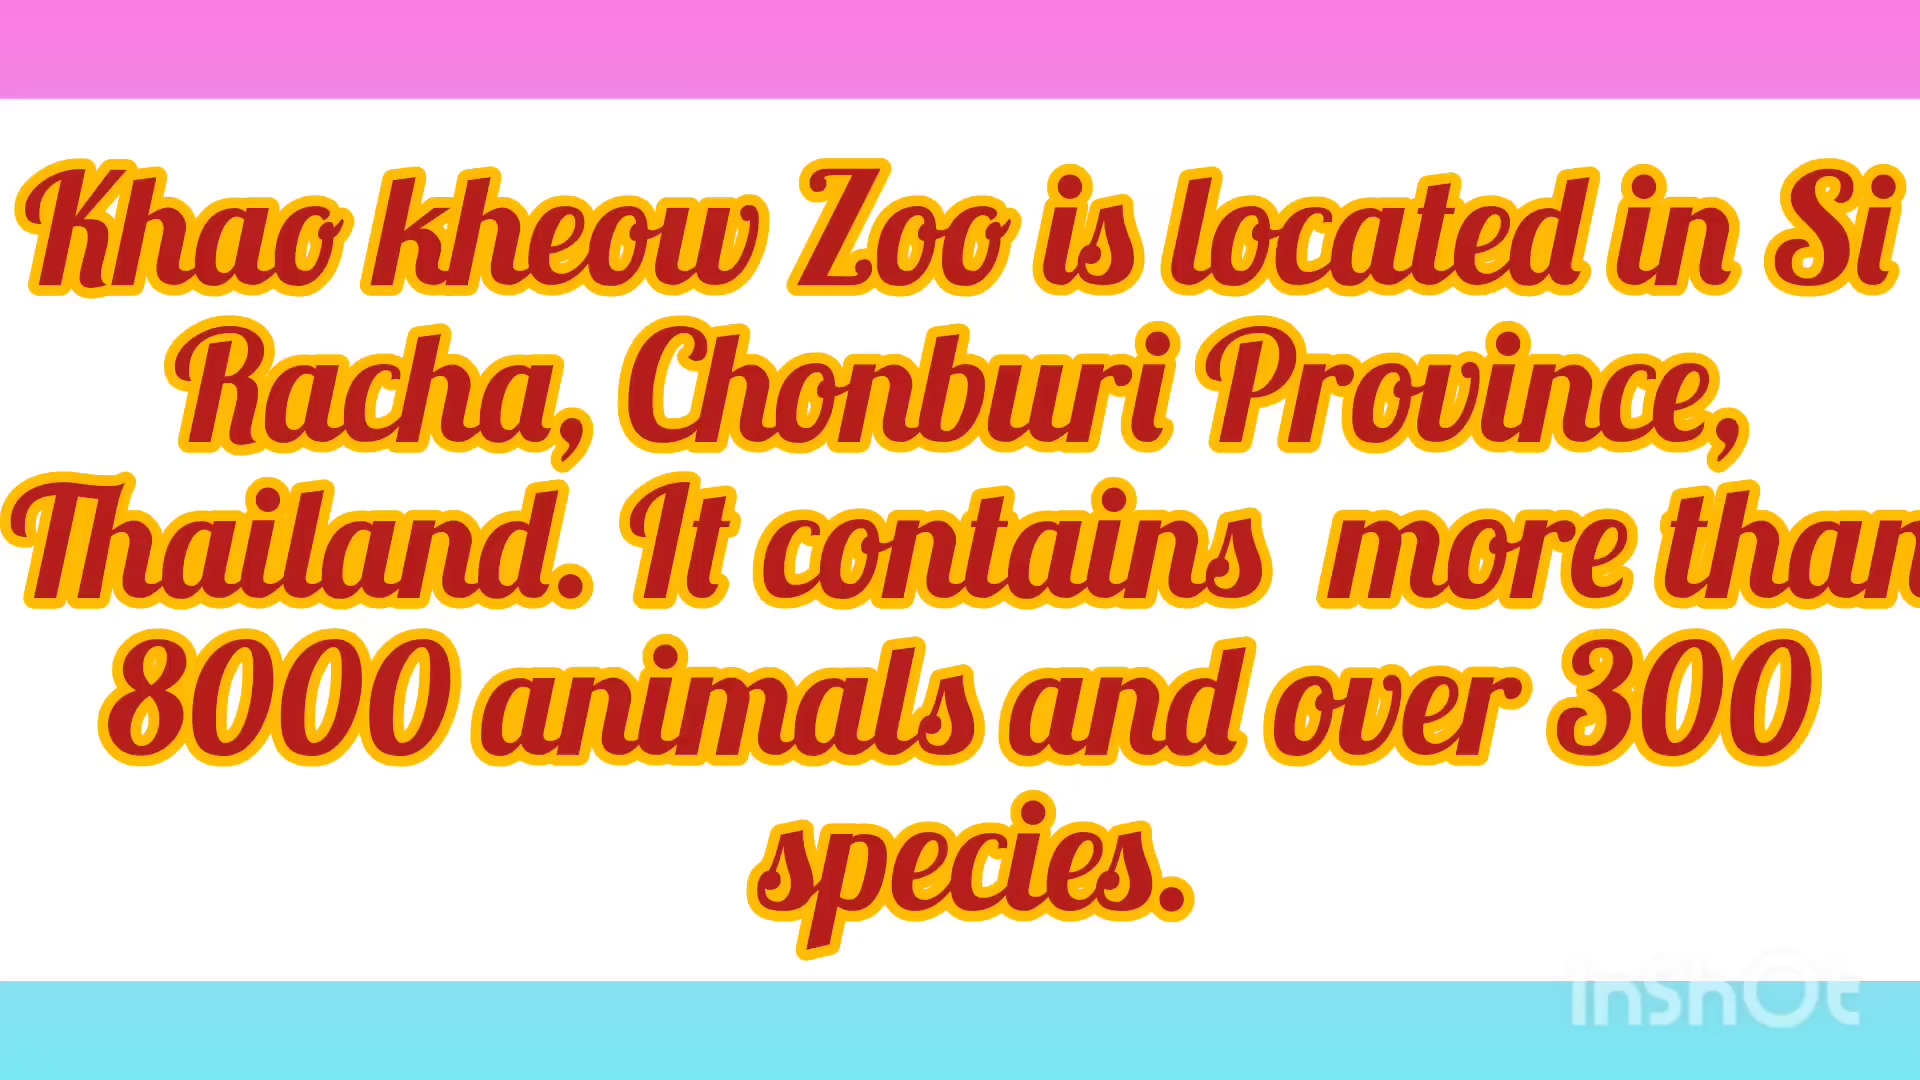 Khao kheow Zoo is located in Si
Racha, Chonburi Province,
Thailand. It contains  more than
8000 animals and over 300
species.
InShOt